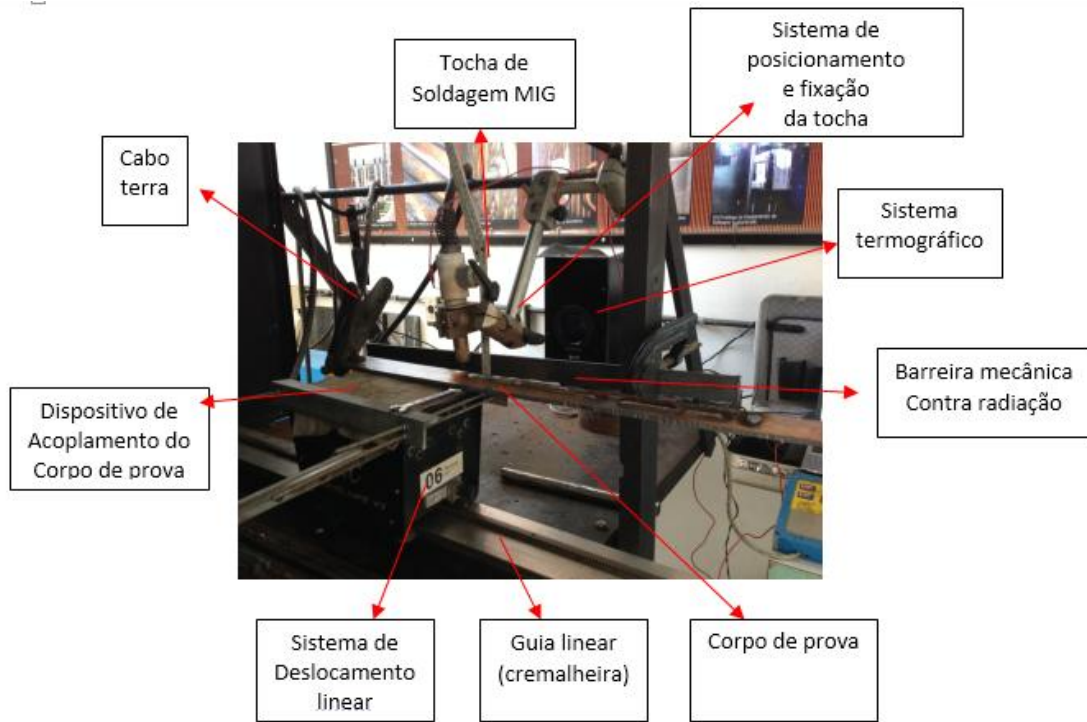 Tocha de
Soldagem MIG
Sistema de
posicionamento
e fixação
da tocha
Cabo
terra
Sistema
termográfico
Barreira mecânica
Contra radiação
Dispositivo de
Acoplamento do
Corpo de prova
06
Sistema de
Deslocamento
linear
Guia linear
(cremalheira)
Corpo de prova